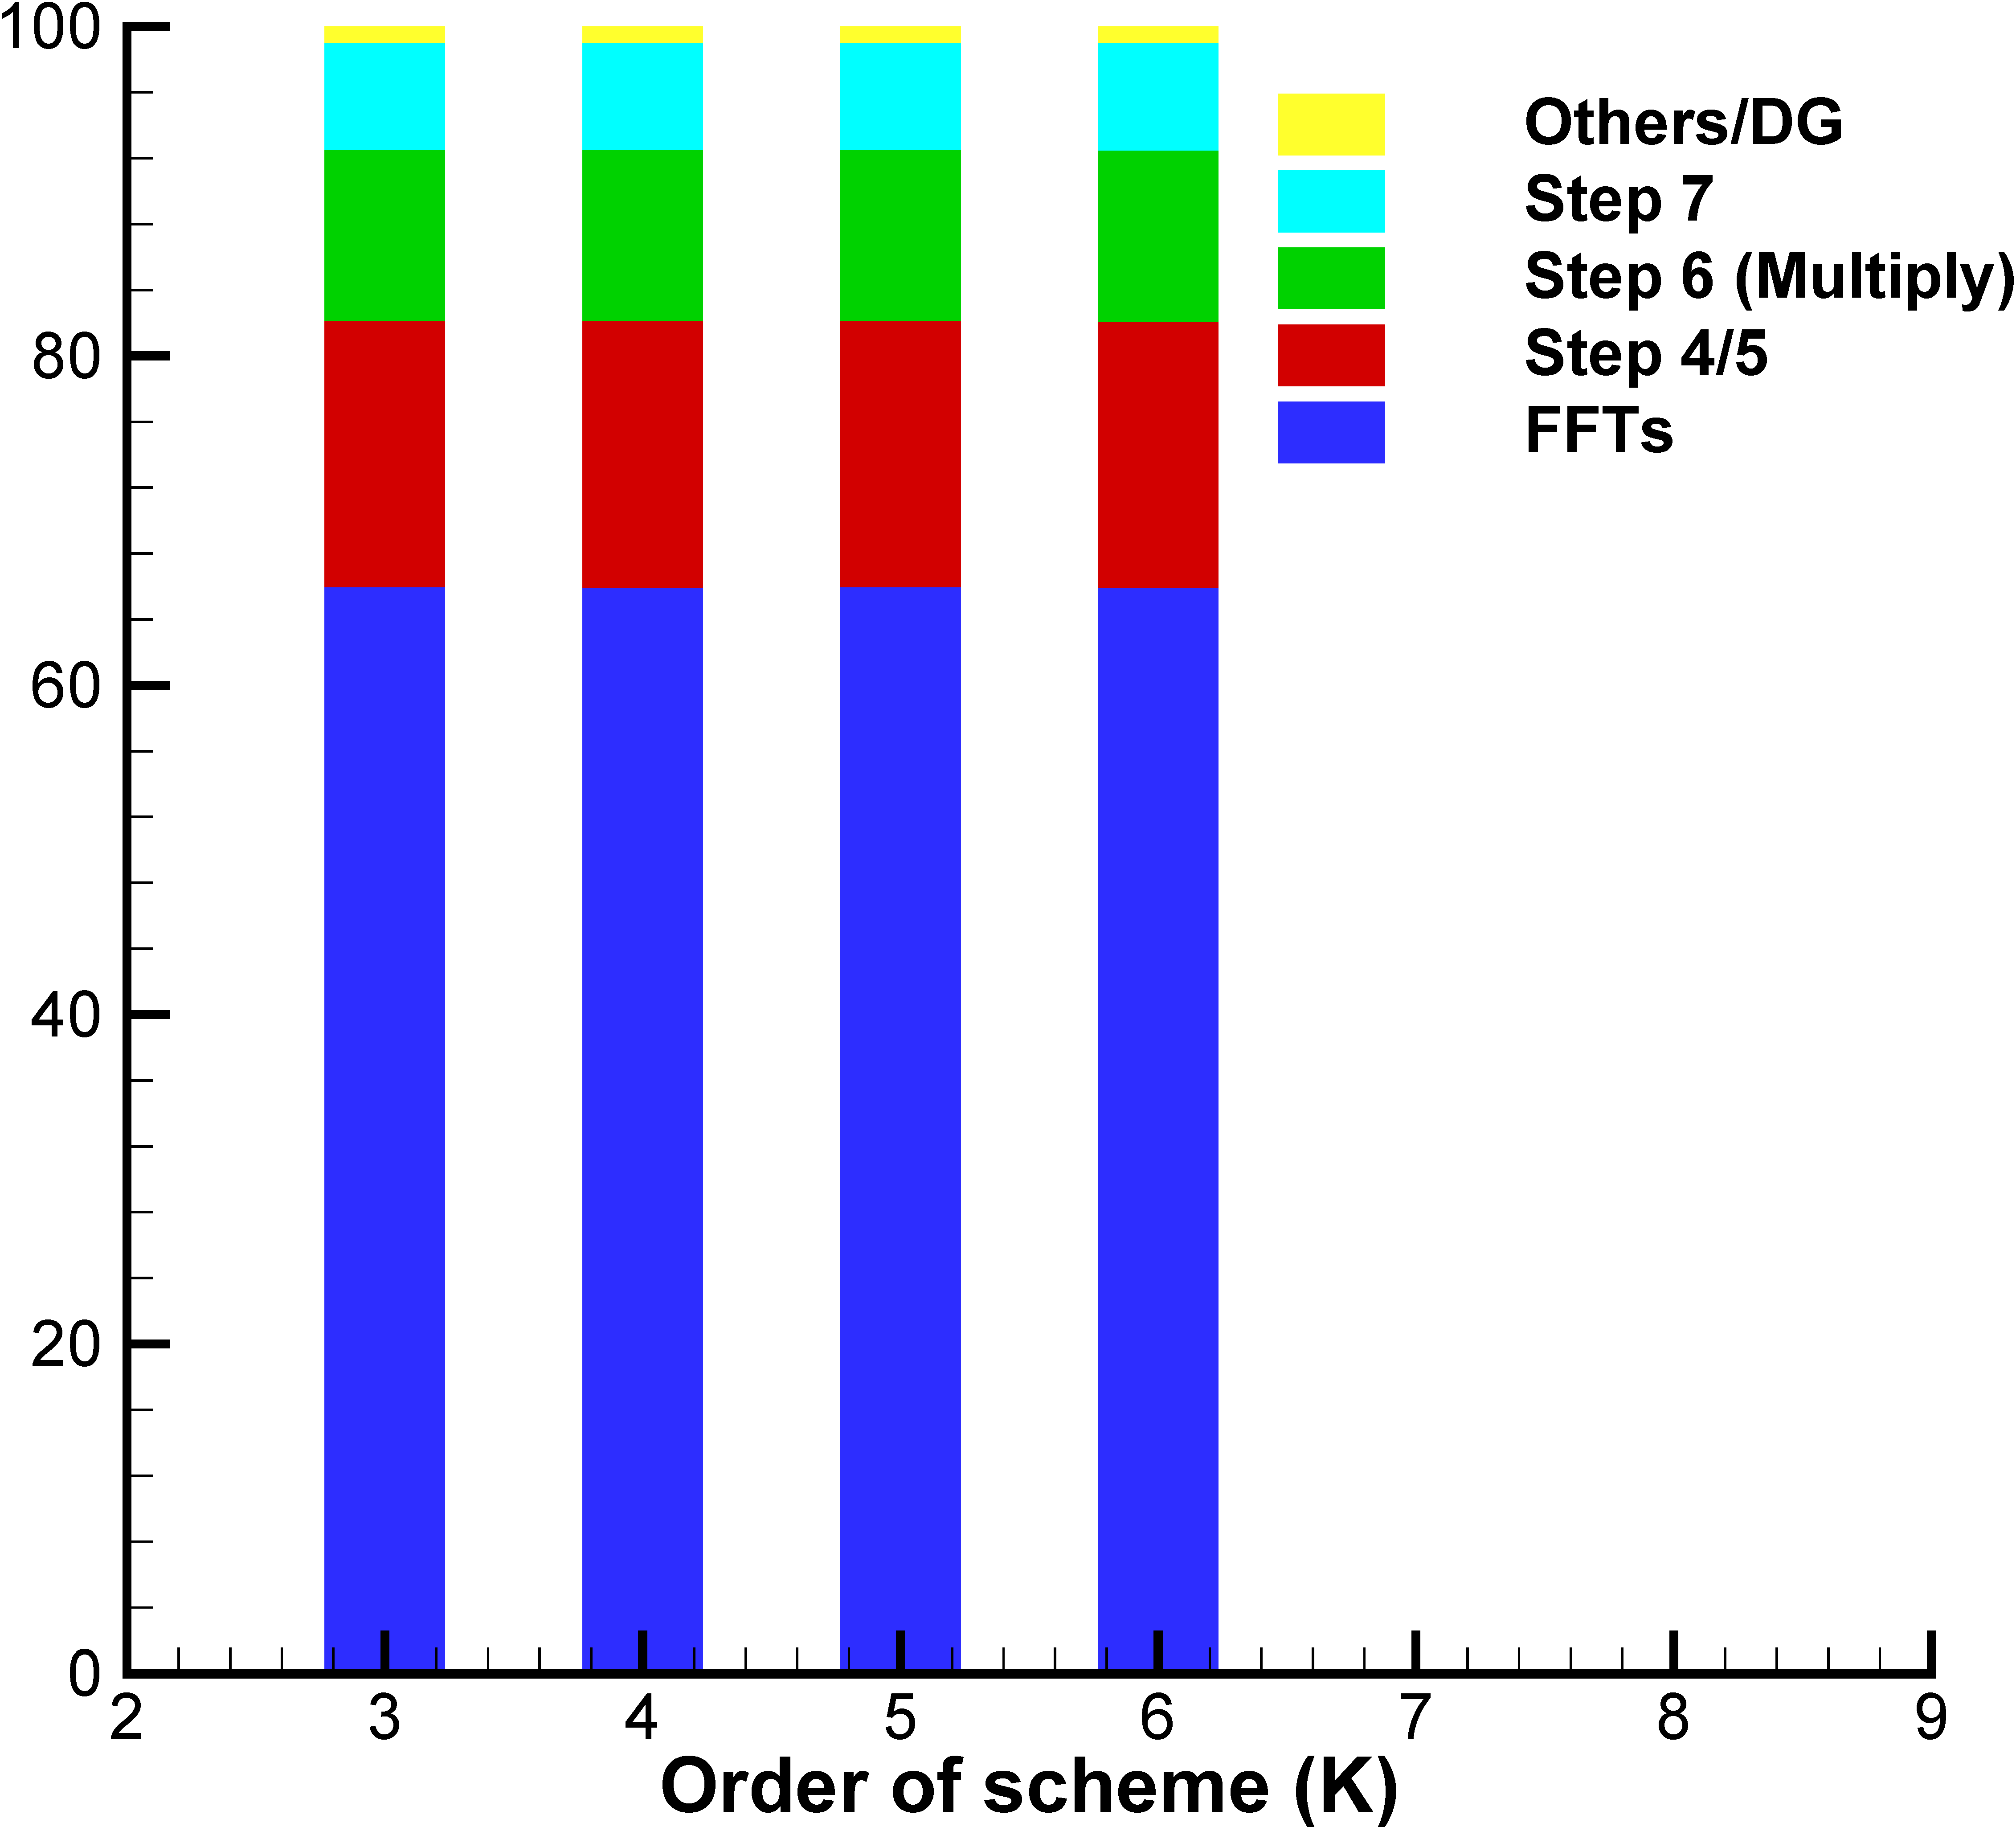 100
80
60
40
20
0
Others/DG
Step 7
Step 6 (Multiply)
Step 4/5
FFTs
2 3 4 5 6 7 8 9
Order of scheme (K)